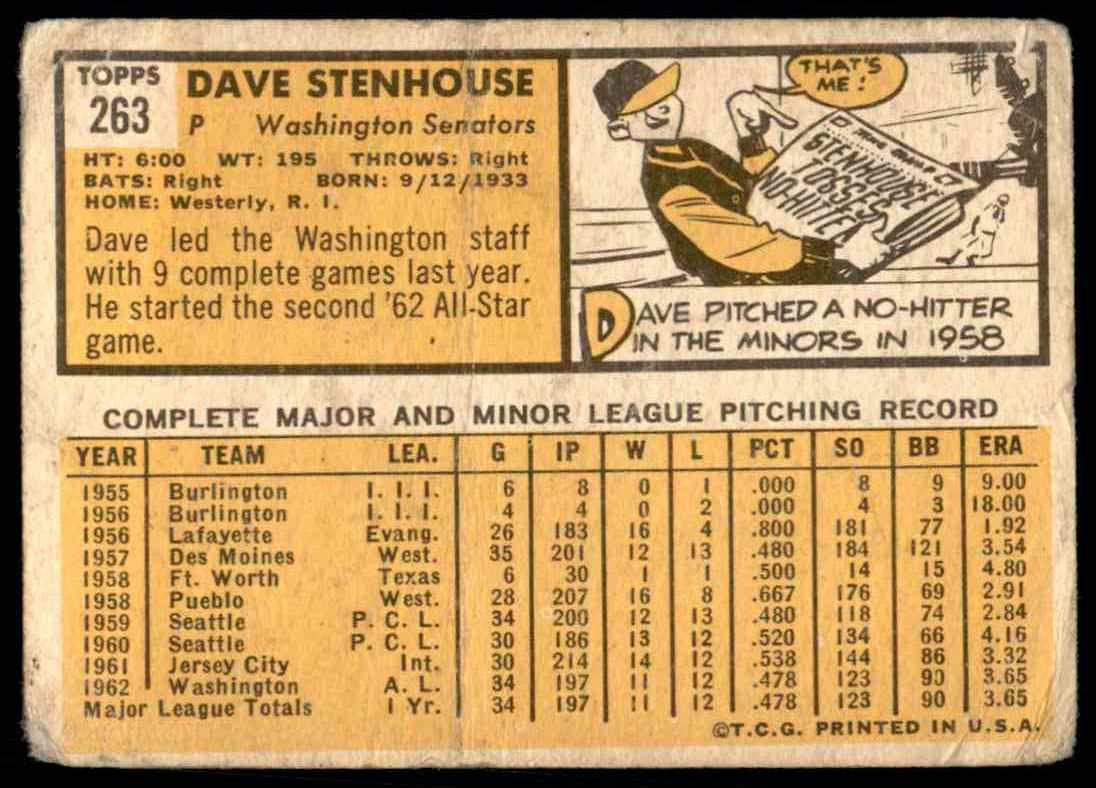 TOPPS
263
DAVE STENHOUSE
P Washington Senators
HT: 6:00 WT: 195 THROWS: Right
BATS: Right BORN: 9/12/1933
HOME: Westerly, R. I.
Dave led the Washington staff
with 9 complete games last year.
He started the second '62 All-Star
game.
THAT'S
ME!
STENHOUSE
TOSSES
NO-HITTER
DAVE PITCHED A NO-HITTER
IN THE MINORS IN 1958
COMPLETE MAJOR AND MINOR LEAGUE PITCHING RECORD
YEAR TEAM LEA. G IP W L PCT SO BB ERA
1955 Burlington I. I. I. 6 8 0 1 .000 8 9 9.00
1956 Burlington I. I. I. 4 4 0 2 .000 4 3 18.00
1956 Lafayette Evang. 26 183 16 4 .800 181 77 1.92
1957 Des Moines West. 35 201 12 13 .480 184 121 3.54
1958 Ft. Worth Texas 6 30 1 1 .500 14 15 4.80
1958 Pueblo West. 28 207 16 8 .667 176 69 2.91
1959 Seattle P. C. L. 34 200 12 13 .480 118 74 2.84
1960 Seattle P. C. L. 30 186 13 12 .520 134 66 4.16
1961 Jersey City Int. 30 214 14 12 .538 144 86 3.32
1962 Washington A. L. 34 197 11 12 .478 123 90 3.65
Major League Totals 1 Yr. 34 197 11 12 .478 123 90 3.65
©T.C.G. PRINTED IN U.S.A.